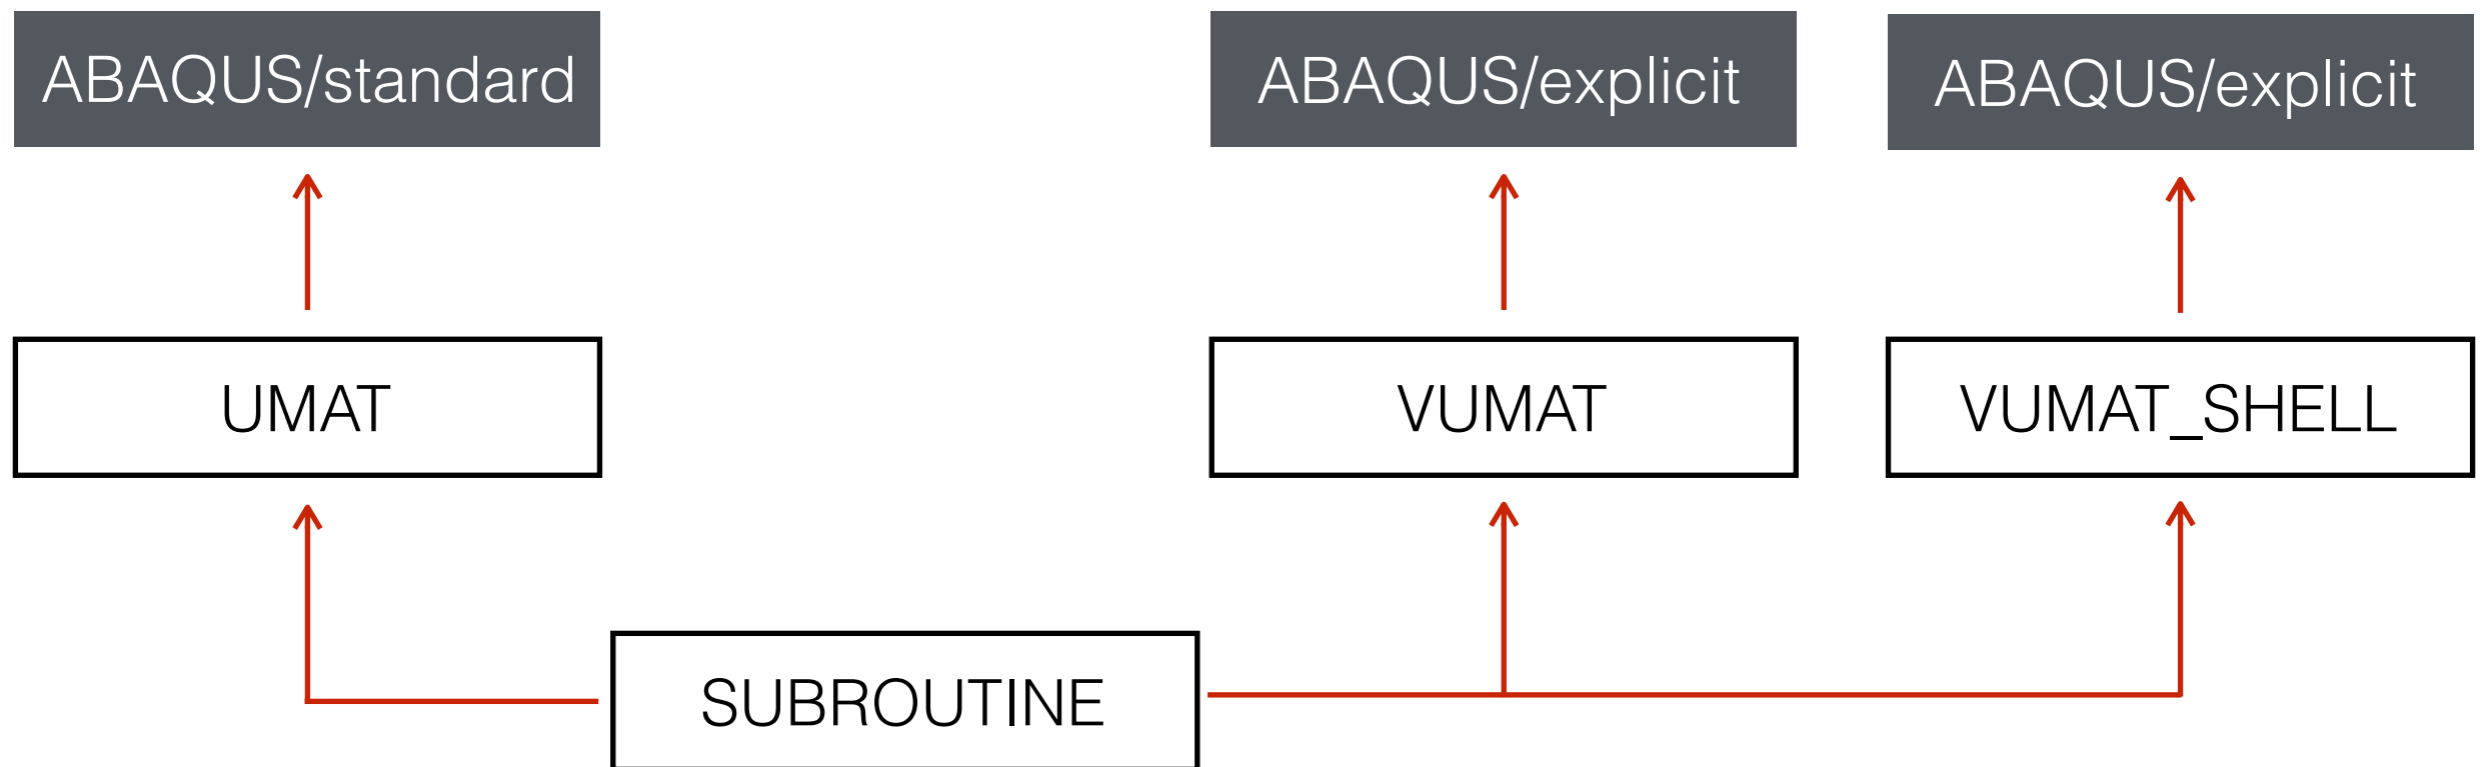 ABAQUS/standard
ABAQUS/explicit
ABAQUS/explicit
UMAT
VUMAT
VUMAT_SHELL
SUBROUTINE